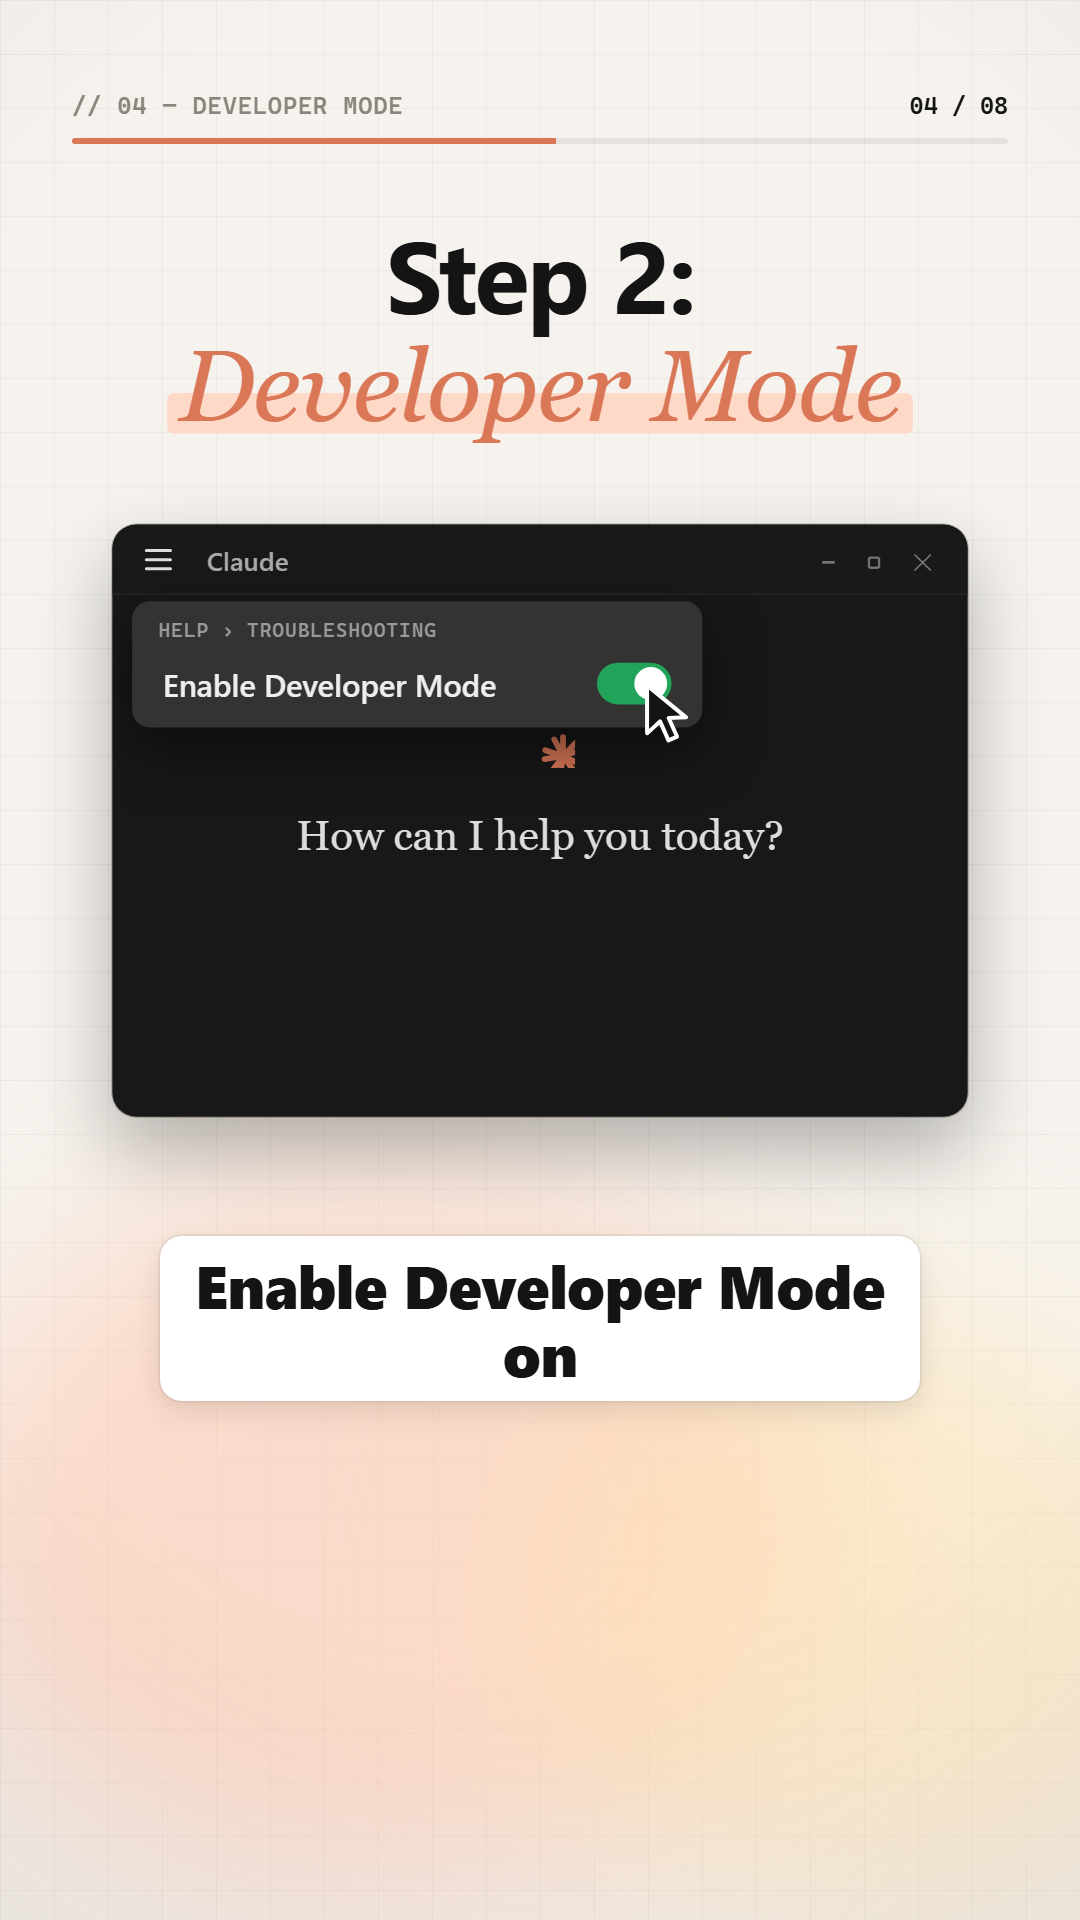 // 04 — DEVELOPER MODE
04 / 08
Step 2:
Developer Mode
Claude
HELP › TROUBLESHOOTING
Enable Developer Mode
How can I help you today?
Enable Developer Mode
on